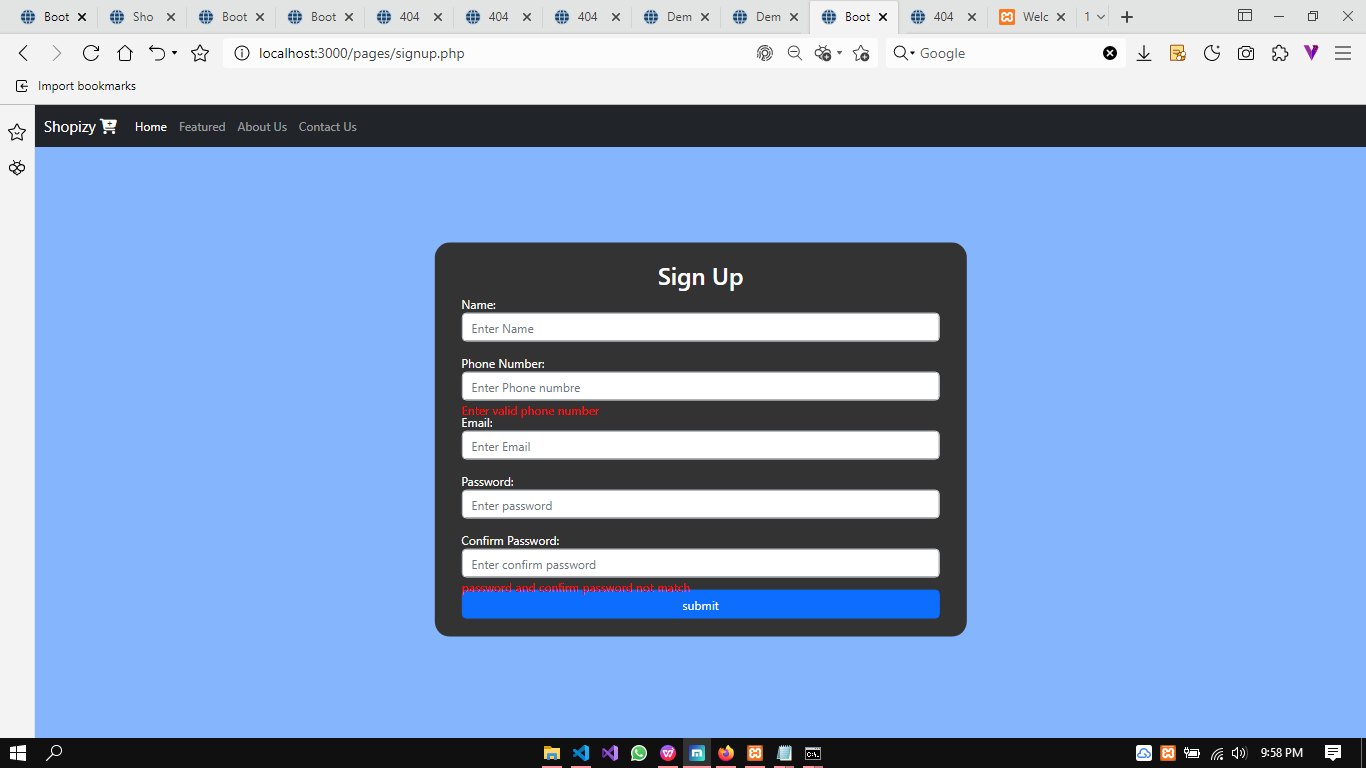 Boot Sho Boot Boot 404 404 404 Dem Dem Boot 404 Welc 1
localhost:3000/pages/signup.php Google
Import bookmarks
Shopizy Home Featured About Us Contact Us
Sign Up
Name:
Enter Name
Phone Number:
Enter Phone numbre
Enter valid phone number
Email:
Enter Email
Password:
Enter password
Confirm Password:
Enter confirm password
password and confirm password not match
submit
9:58 PM